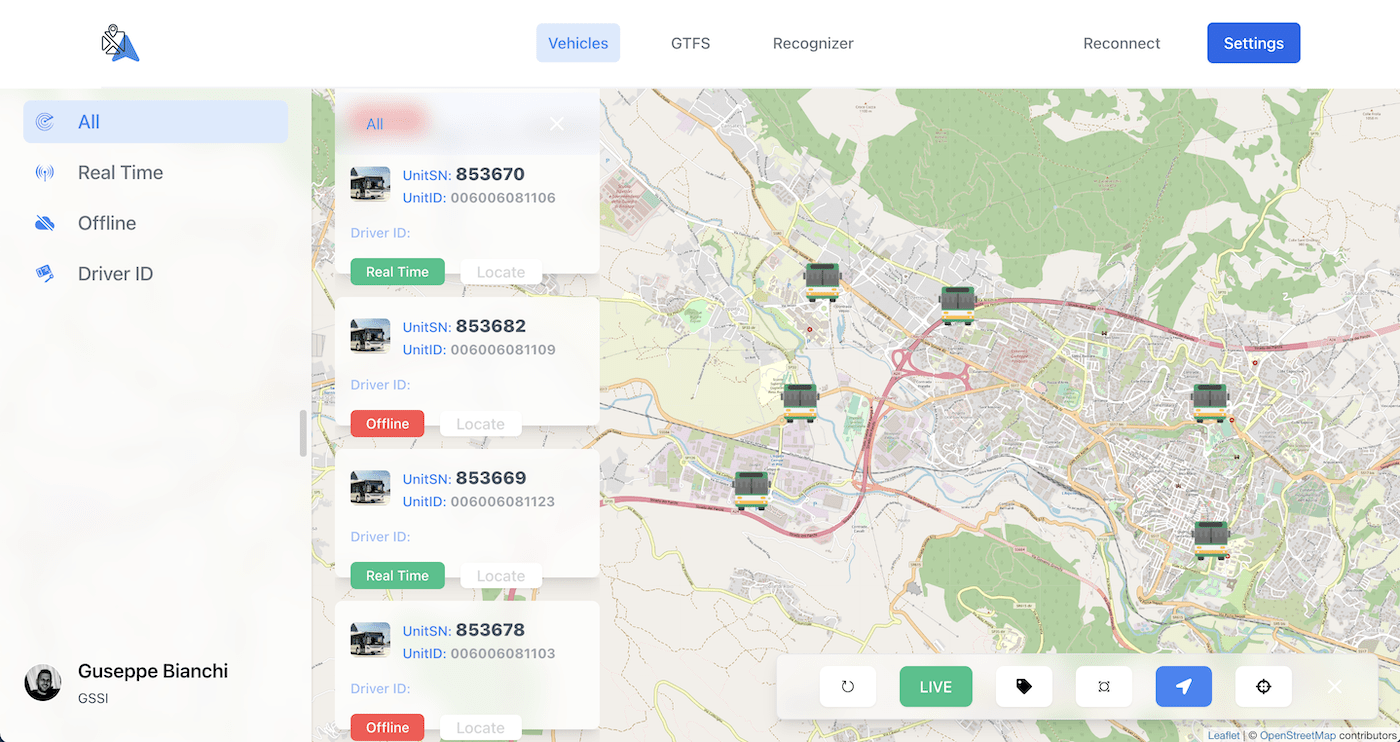 Vehicles
GTFS
Recognizer
Reconnect
Settings
All
Real Time
Offline
Driver ID
Guseppe Bianchi
GSSI
All
UnitSN: 853670
UnitID: 006006081106
Driver ID:
Real Time
Locate
UnitSN: 853682
UnitID: 006006081109
Driver ID:
Offline
Locate
UnitSN: 853669
UnitID: 006006081123
Driver ID:
Real Time
Locate
UnitSN: 853678
UnitID: 006006081103
Driver ID:
Offline
Locate
LIVE
Leaflet | © OpenStreetMap contributors